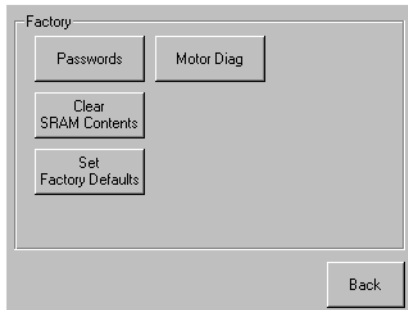 Factory
Passwords
Motor Diag
Clear
SRAM Contents
Set
Factory Defaults
Back